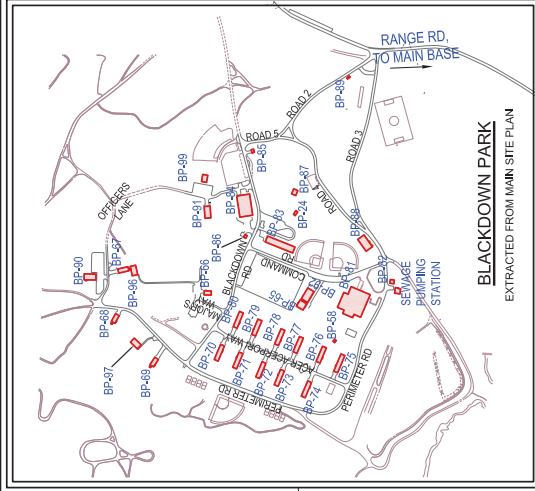 RANGE RD,
TO MAIN BASE
BP-89
ROAD 2
ROAD 3
ROAD 5
BP-85
BP-99
OFFICERS
LANE
BP-91
BP-84
BP-87
BP-24
ROAD 4
BP-83
BP-88
BP-86
BP-90
BP-67
BP-96
BP-66
BLACKDOWN
RD
COMMAND
RD
BP-65
BP-81
BP-82
SEWAGE
PUMPING
STATION
BP-68
BP-97
BP-69
MAJOR'S
WAY
BP-80
BP-79
BP-78
BP-77
BP-76
BP-75
BP-58
BP-70
BP-71
BP-72
BP-73
BP-74
PERIMETER RD
PERIMETER RD
BLACKDOWN PARK
EXTRACTED FROM MAIN SITE PLAN